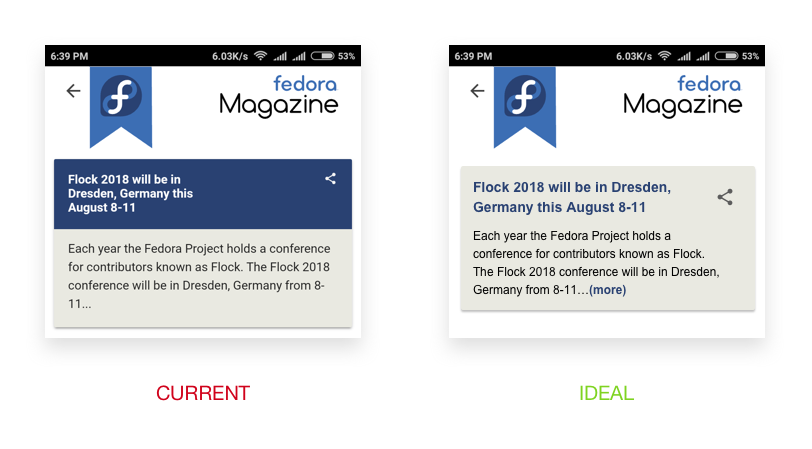 6:39 PM
6.03K/s
53%
fedora
Magazine
Flock 2018 will be in
Dresden, Germany this
August 8-11
Each year the Fedora Project holds a conference
for contributors known as Flock. The Flock 2018
conference will be in Dresden, Germany from 8-
11...
CURRENT
6:39 PM
6.03K/s
53%
fedora
Magazine
Flock 2018 will be in Dresden,
Germany this August 8-11
Each year the Fedora Project holds a
conference for contributors known as Flock.
The Flock 2018 conference will be in Dresden,
Germany from 8-11…(more)
IDEAL